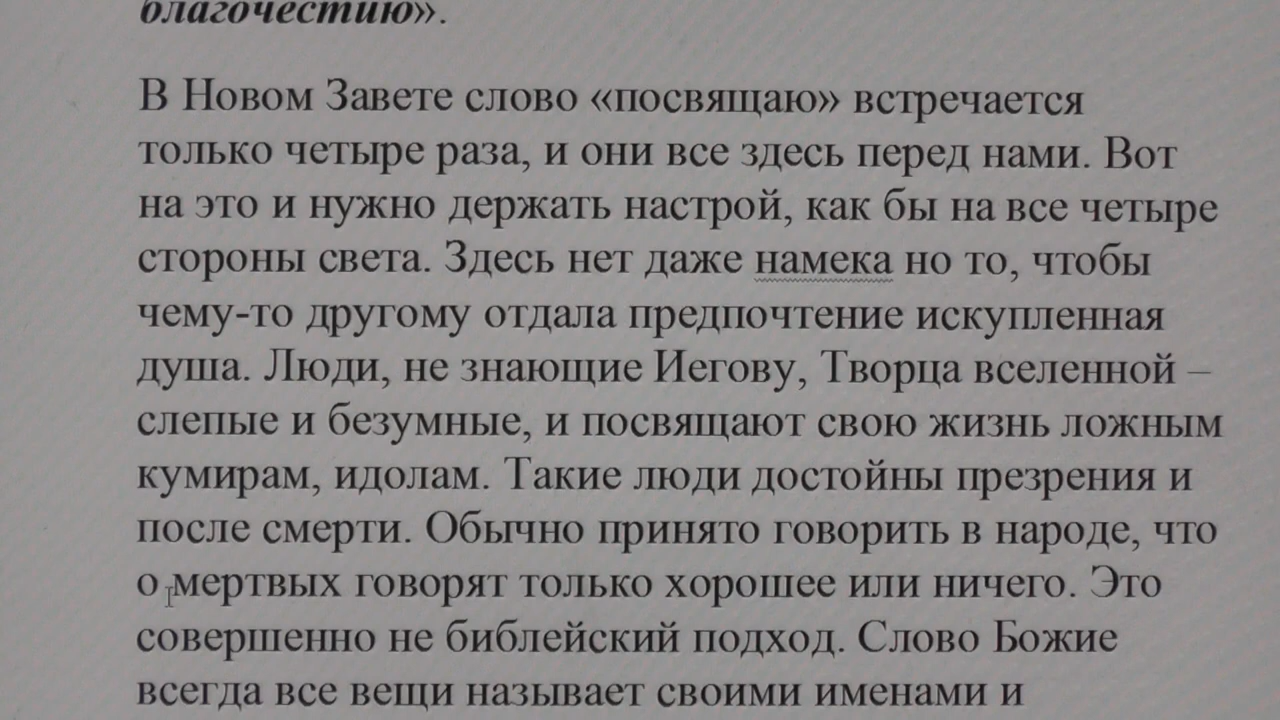 благочестию».
В Новом Завете слово «посвящаю» встречается
только четыре раза, и они все здесь перед нами. Вот
на это и нужно держать настрой, как бы на все четыре
стороны света. Здесь нет даже намека но то, чтобы
чему-то другому отдала предпочтение искупленная
душа. Люди, не знающие Иегову, Творца вселенной –
слепые и безумные, и посвящают свою жизнь ложным
кумирам, идолам. Такие люди достойны презрения и
после смерти. Обычно принято говорить в народе, что
о мертвых говорят только хорошее или ничего. Это
совершенно не библейский подход. Слово Божие
всегда все вещи называет своими именами и